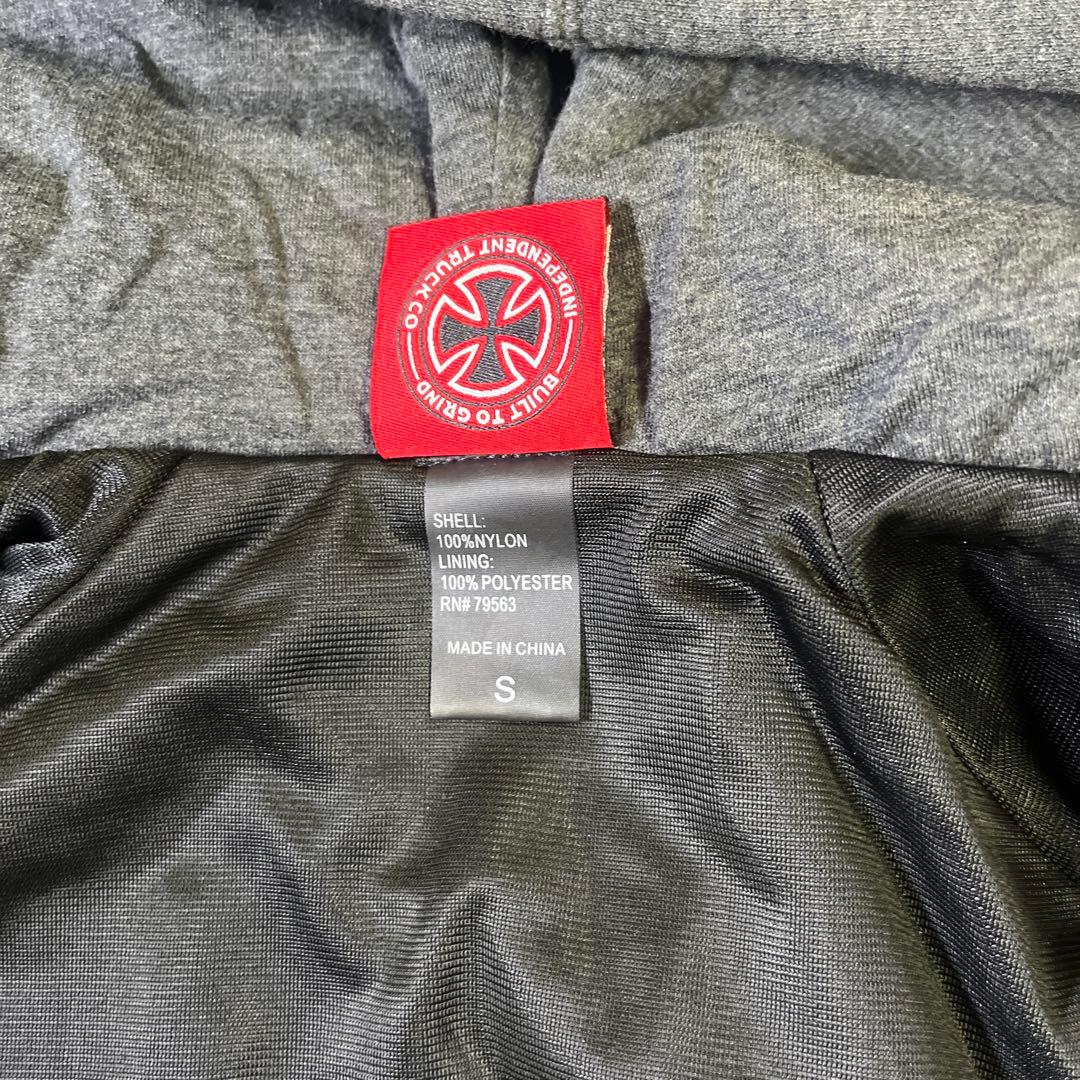 INDEPENDENT TRUCK CO
BUILT TO GRIND
SHELL:
100%NYLON
LINING:
100% POLYESTER
RN# 79563
MADE IN CHINA
S